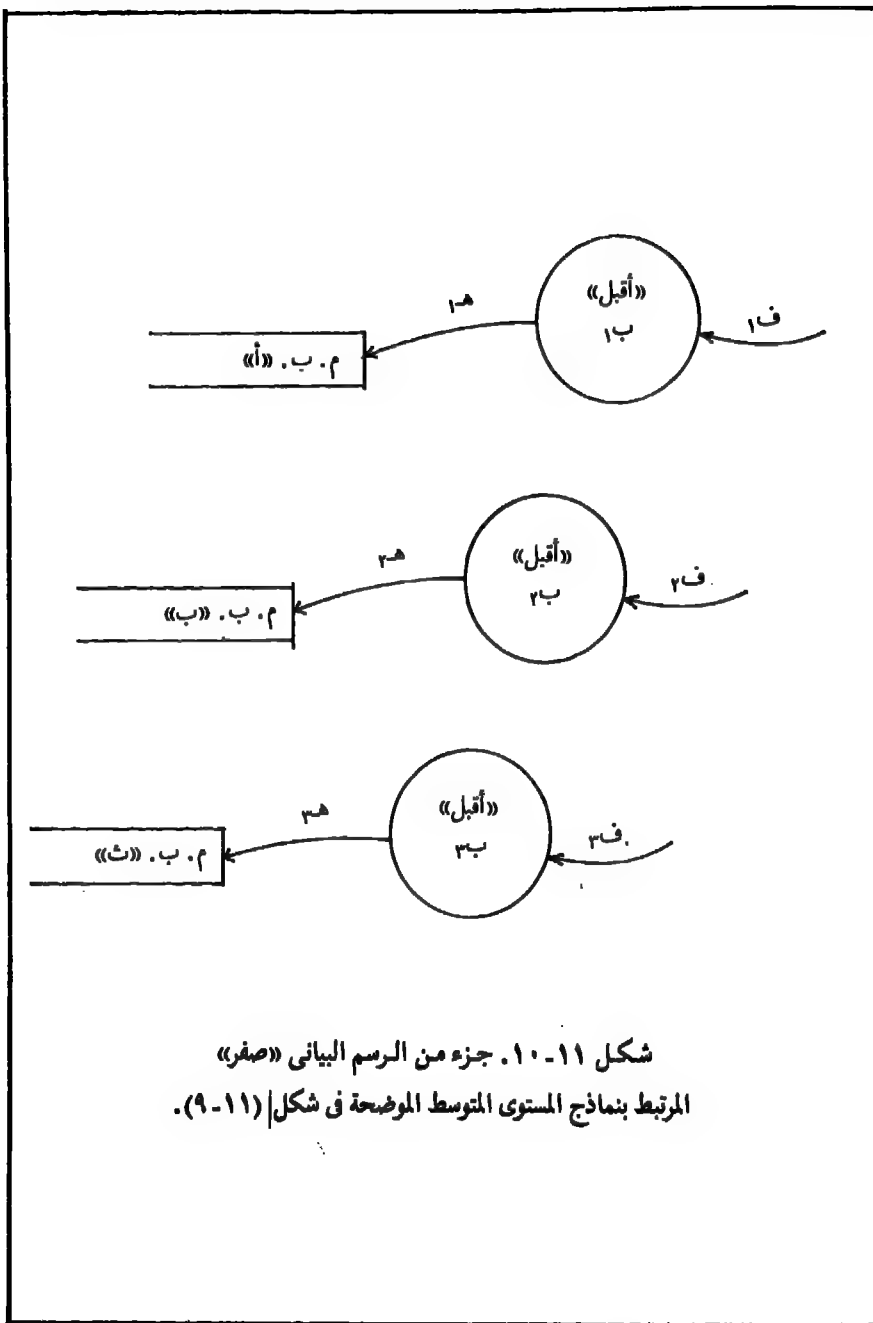 «أقبل»
ب١
ف١
هـ١
م. ب. «أ»
«أقبل»
ب٢
ف٢
هـ٢
م. ب. «ب»
«أقبل»
ب٣
ف٣
هـ٣
م. ب. «ث»
شكل ١١-١٠. جزء من الرسم البيانى «صفر»
المرتبط بنماذج المستوى المتوسط الموضحة فى شكل (١١-٩).